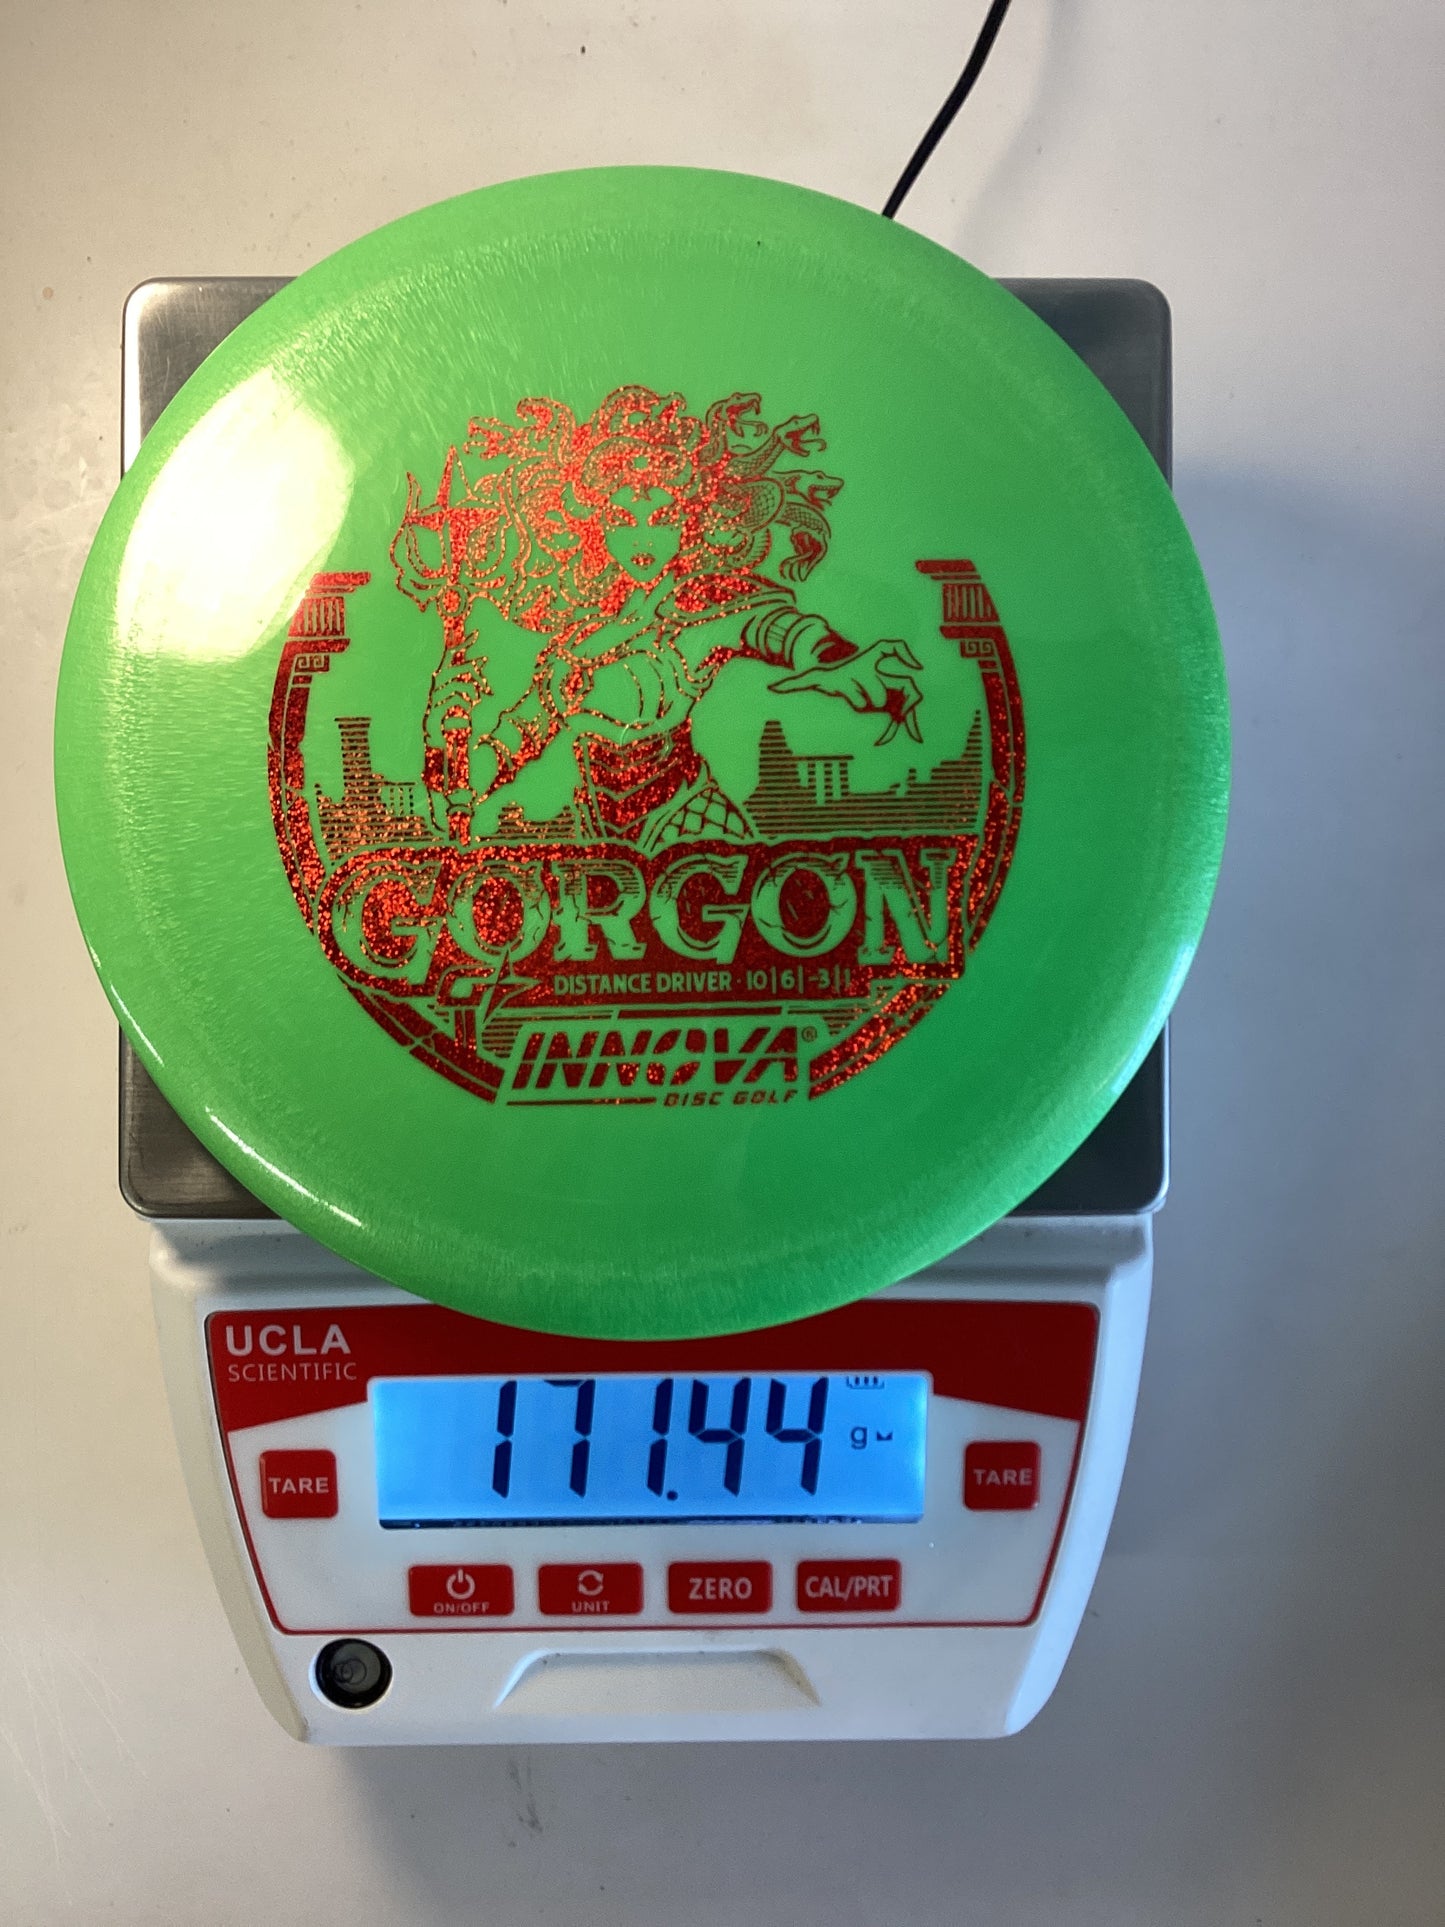 GORGON
DISTANCE DRIVER · 10|6|-3|1
INNOVA®
DISC GOLF
UCLA
SCIENTIFIC
171.44 g
TARE
TARE
ON/OFF
UNIT
ZERO
CAL/PRT